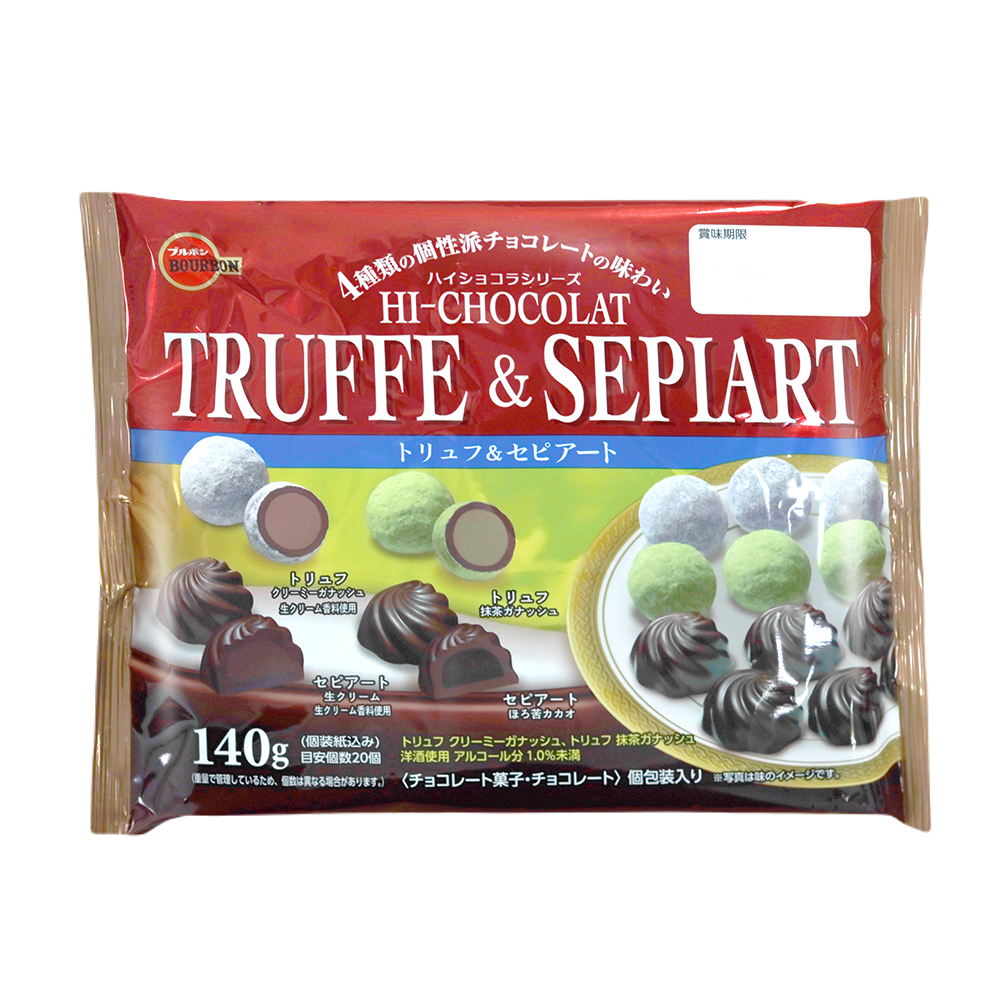 ブルボン
BOURBON
賞味期限
4種類の個性派チョコレートの味わい
ハイショコラシリーズ
HI-CHOCOLAT
TRUFFE & SEPIART
トリュフ&セピアート
トリュフ
クリーミーガナッシュ
生クリーム香料使用
トリュフ
抹茶ガナッシュ
セピアート
生クリーム
生クリーム香料使用
セピアート
ほろ苦カカオ
140g (個装紙込み)
目安個数20個
(重量で管理しているため、個数は異なる場合があります。)
トリュフ クリーミーガナッシュ、トリュフ 抹茶ガナッシュ
洋酒使用 アルコール分 1.0%未満
〈チョコレート菓子・チョコレート〉 個包装入り ※写真は味のイメージです。